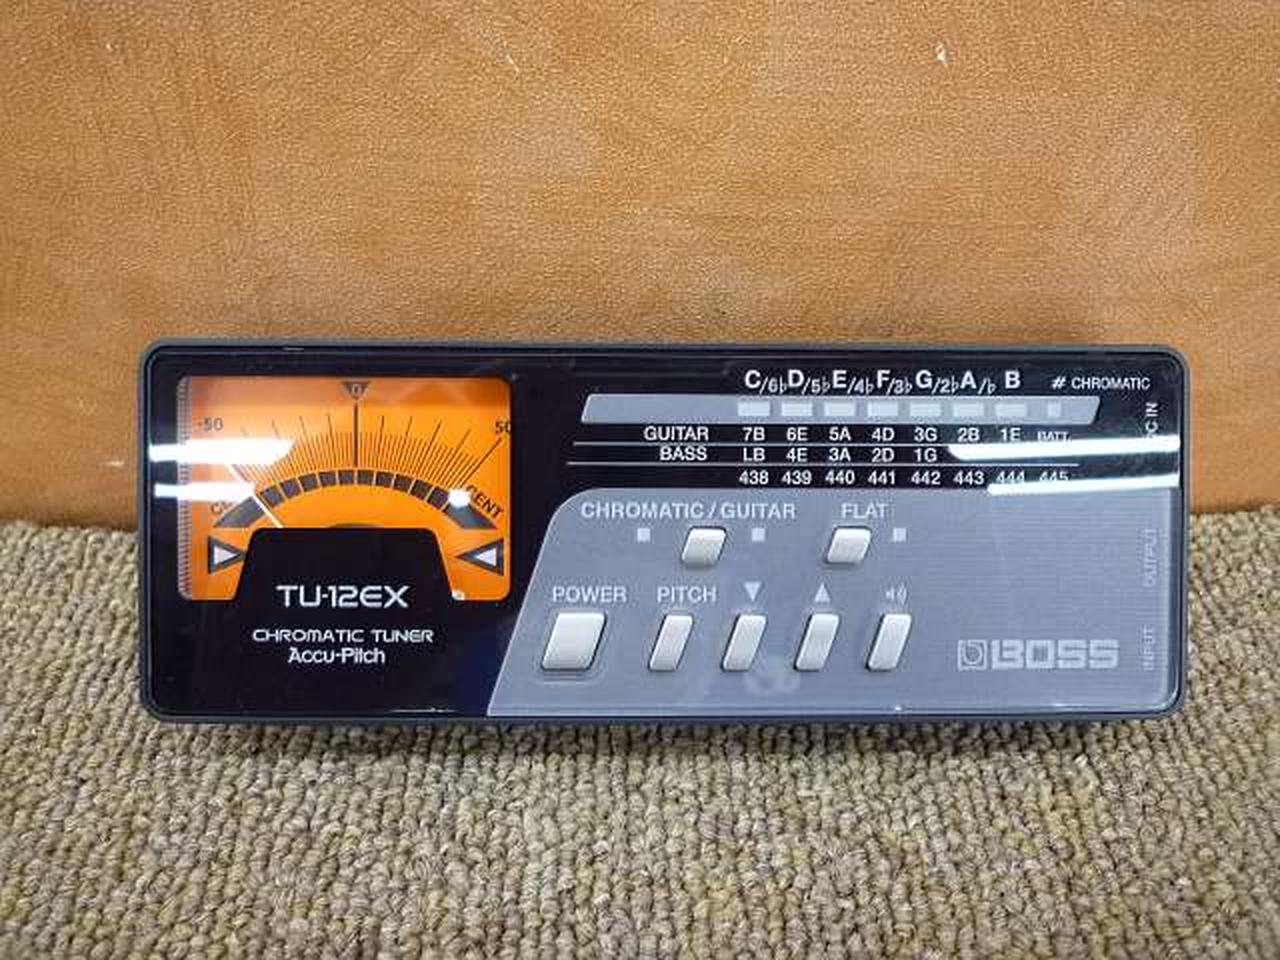 0
-50 50
CENT
TU-12EX
CHROMATIC TUNER
Accu-Pitch
C/6♭ D/5♭ E/4♭ F/3♭ G/2♭ A/♭ B # CHROMATIC
GUITAR 7B 6E 5A 4D 3G 2B 1E BATT.
BASS LB 4E 3A 2D 1G
438 439 440 441 442 443 444 445
CHROMATIC / GUITAR FLAT
POWER PITCH ▼ ▲
BOSS
INPUT OUTPUT DC IN